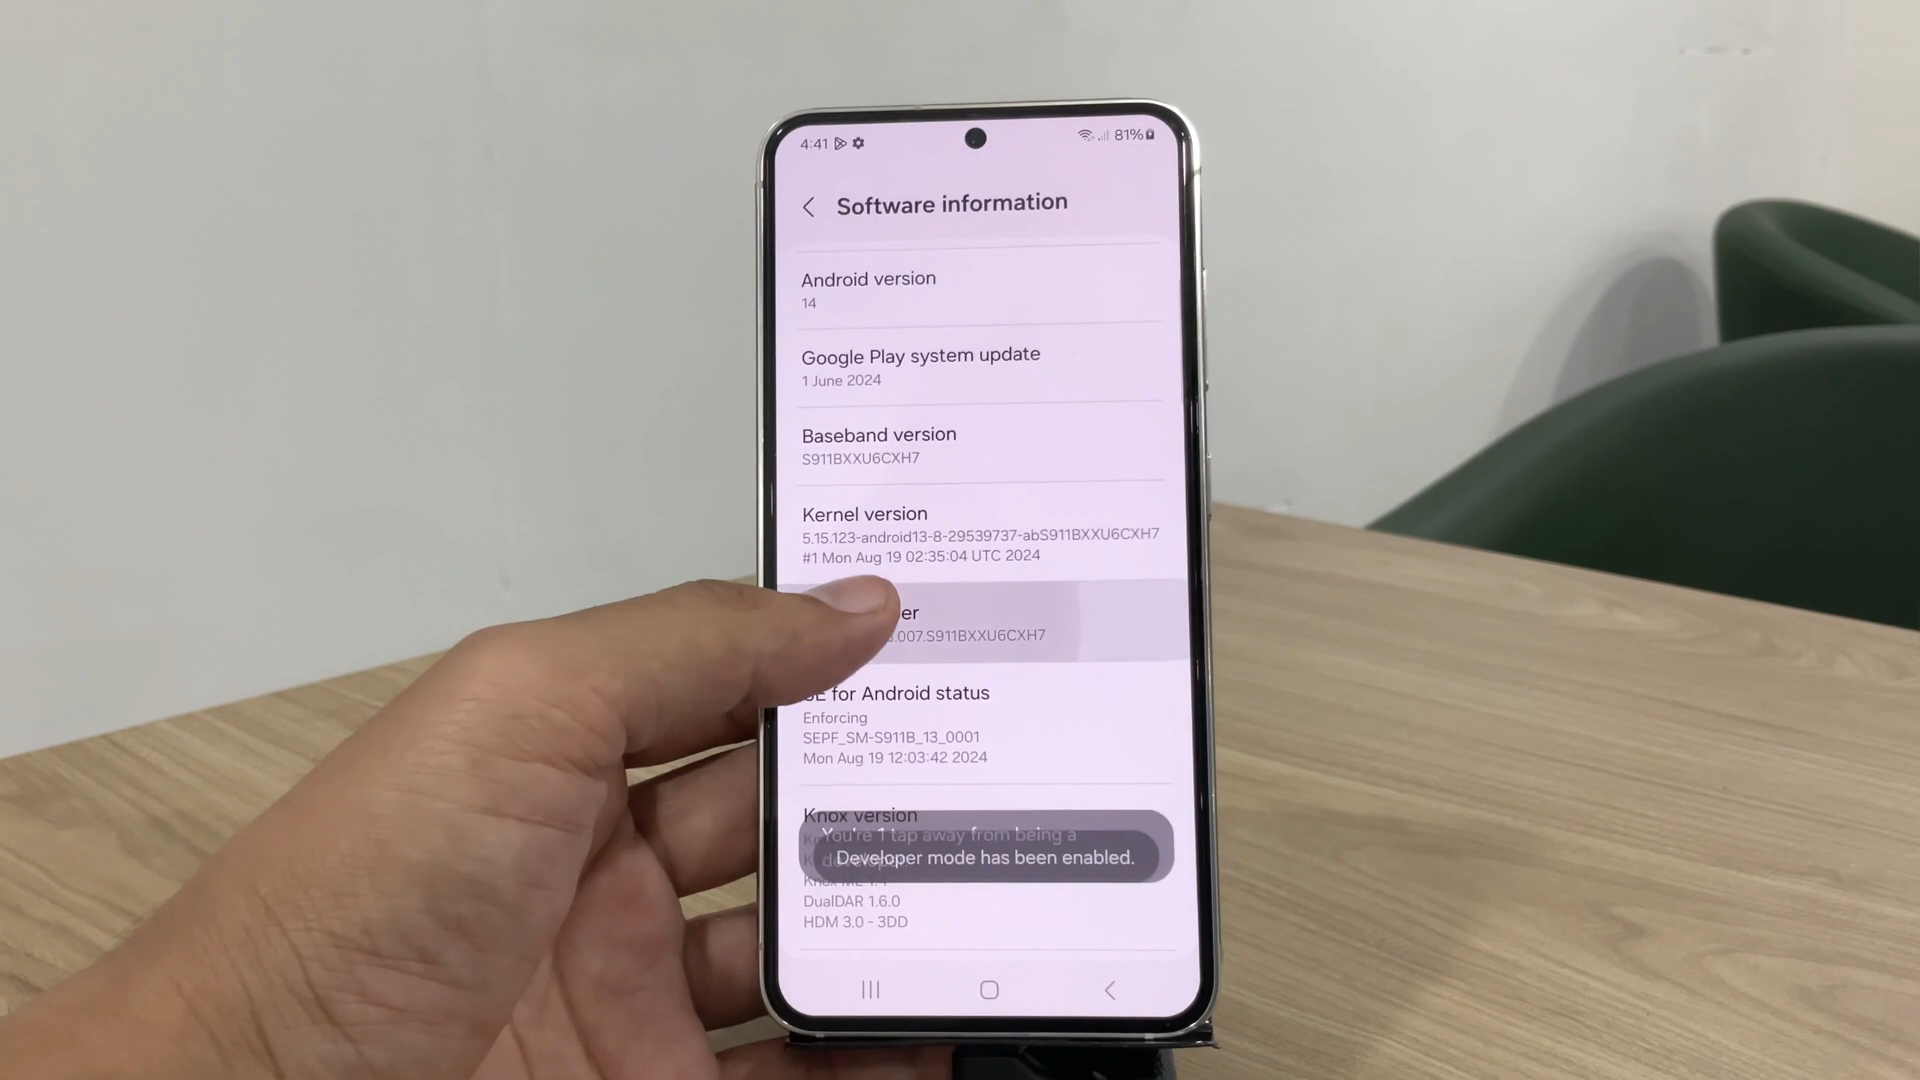 4:41 81%
Software information
Android version
14
Google Play system update
1 June 2024
Baseband version
S911BXXU6CXH7
Kernel version
5.15.123-android13-8-29539737-abS911BXXU6CXH7
#1 Mon Aug 19 02:35:04 UTC 2024
er
.007.S911BXXU6CXH7
SE for Android status
Enforcing
SEPF_SM-S911B_13_0001
Mon Aug 19 12:03:42 2024
Knox version
You're 1 tap away from being a
Developer mode has been enabled.
DualDAR 1.6.0
HDM 3.0 - 3DD